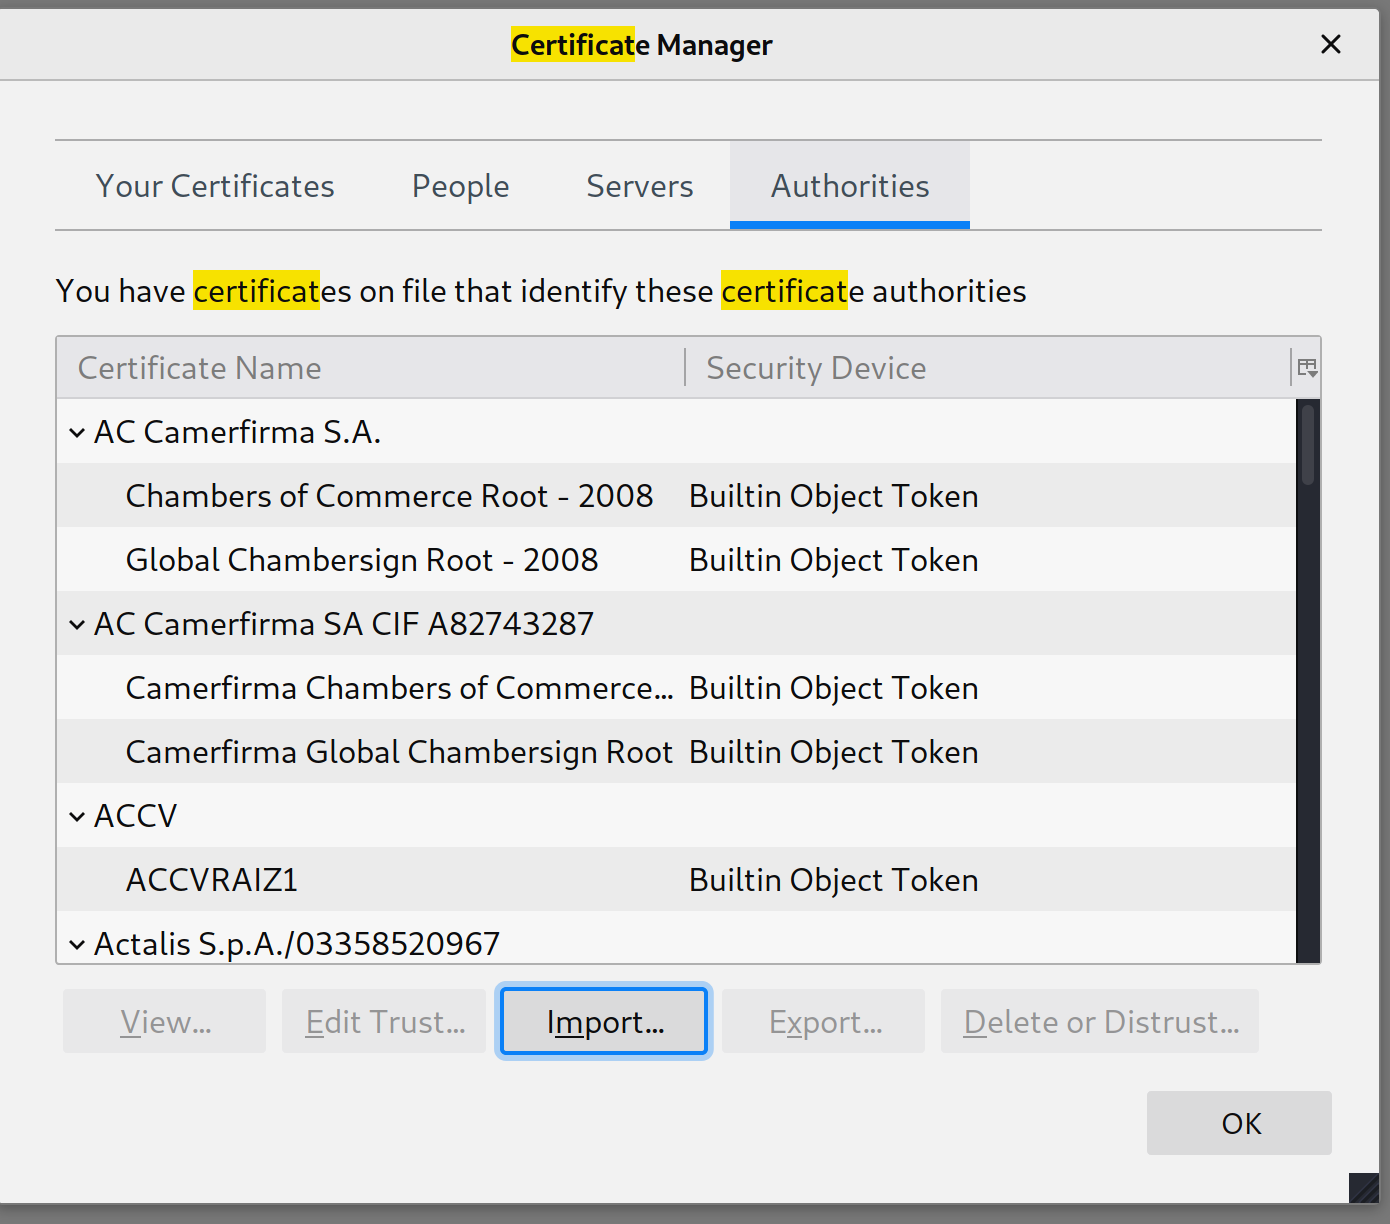 Certificate Manager
Your Certificates People Servers Authorities
You have certificates on file that identify these certificate authorities
Certificate Name Security Device
AC Camerfirma S.A.
Chambers of Commerce Root - 2008 Builtin Object Token
Global Chambersign Root - 2008 Builtin Object Token
AC Camerfirma SA CIF A82743287
Camerfirma Chambers of Commerce... Builtin Object Token
Camerfirma Global Chambersign Root Builtin Object Token
ACCV
ACCVRAIZ1 Builtin Object Token
Actalis S.p.A./03358520967
View... Edit Trust... Import... Export... Delete or Distrust...
OK